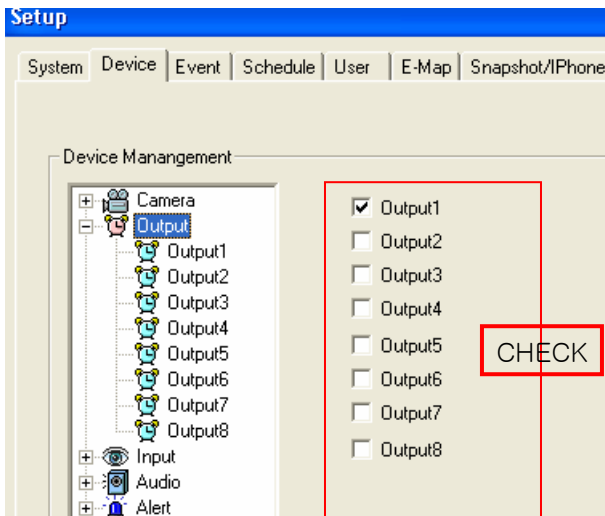 Setup
System Device Event Schedule User E-Map Snapshot/IPhone
Device Manangement
Camera
Output
Output1
Output2
Output3
Output4
Output5
Output6
Output7
Output8
Input
Audio
Alert
Output1
Output2
Output3
Output4
Output5
Output6
Output7
Output8
CHECK